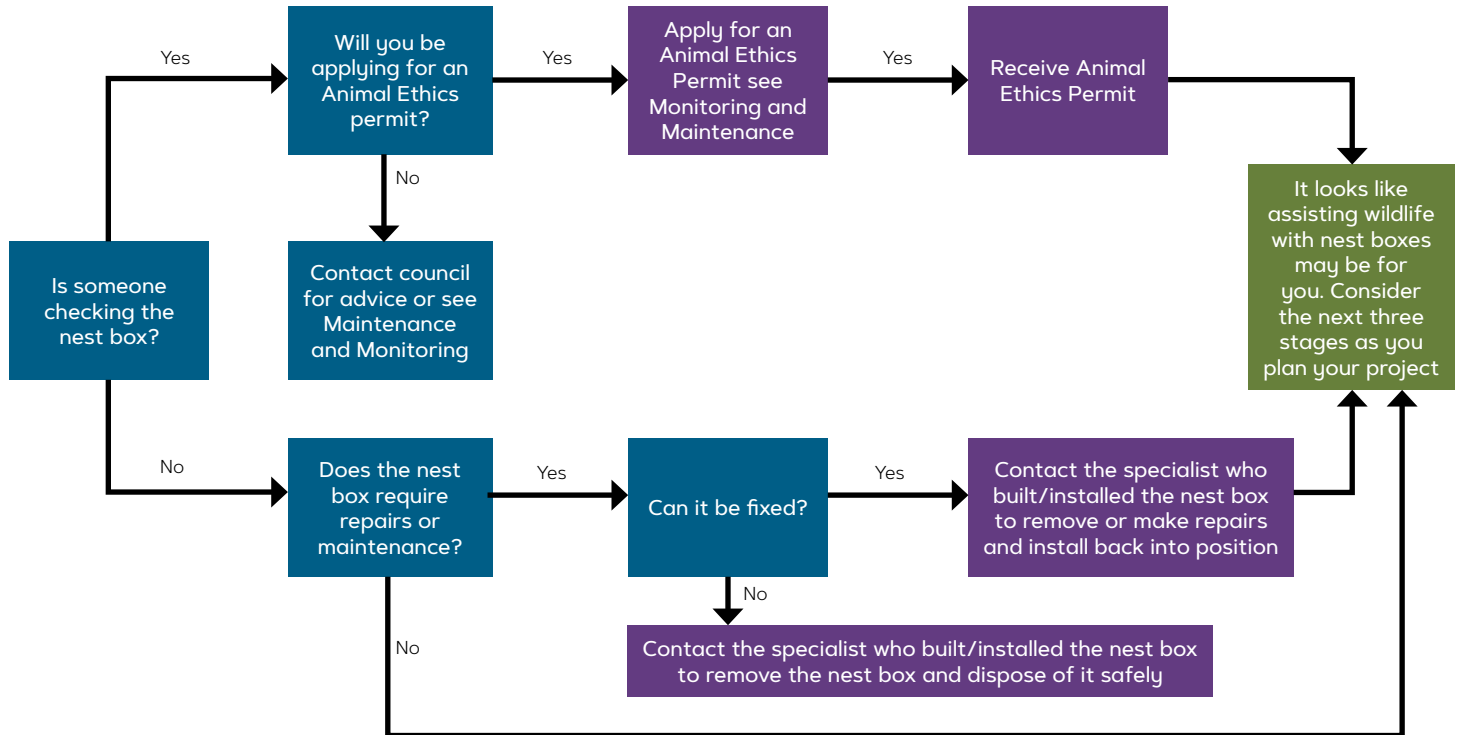 Is someone
checking the
nest box?
Yes
Will you be
applying for an
Animal Ethics
permit?
Yes
Apply for an
Animal Ethics
Permit see
Monitoring and
Maintenance
Yes
Receive Animal
Ethics Permit
No
Contact council
for advice or see
Maintenance
and Monitoring
It looks like
assisting wildlife
with nest boxes
may be for
you. Consider
the next three
stages as you
plan your project
No
Does the nest
box require
repairs or
maintenance?
Yes
Can it be fixed?
Yes
Contact the specialist who
built/installed the nest box
to remove or make repairs
and install back into position
No
Contact the specialist who built/installed the nest box
to remove the nest box and dispose of it safely
No